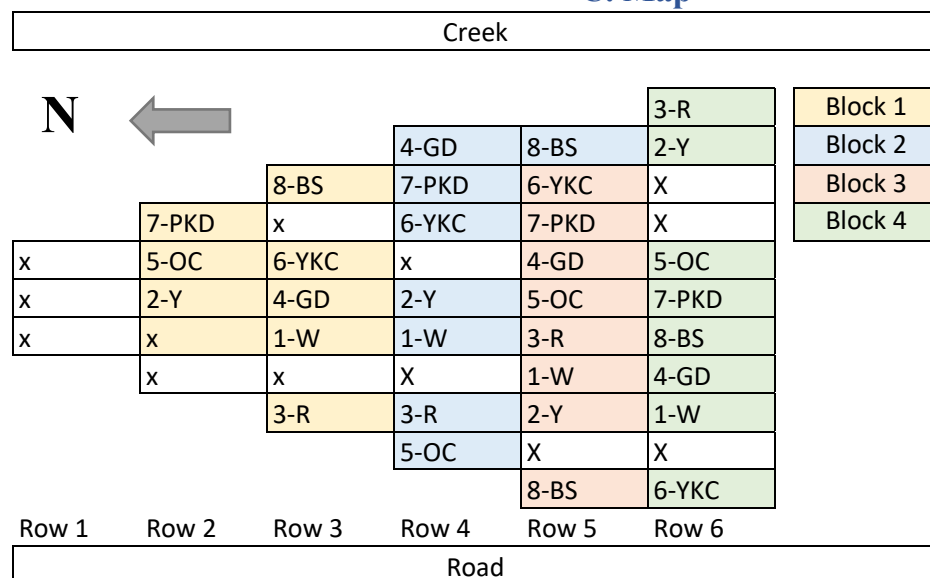 C. Map
Creek
N
3-R Block 1
4-GD 8-BS 2-Y Block 2
8-BS 7-PKD 6-YKC X Block 3
7-PKD x 6-YKC 7-PKD X Block 4
x 5-OC 6-YKC x 4-GD 5-OC
x 2-Y 4-GD 2-Y 5-OC 7-PKD
x x 1-W 1-W 3-R 8-BS
x x X 1-W 4-GD
3-R 3-R 2-Y 1-W
5-OC X X
8-BS 6-YKC
Row 1 Row 2 Row 3 Row 4 Row 5 Row 6
Road